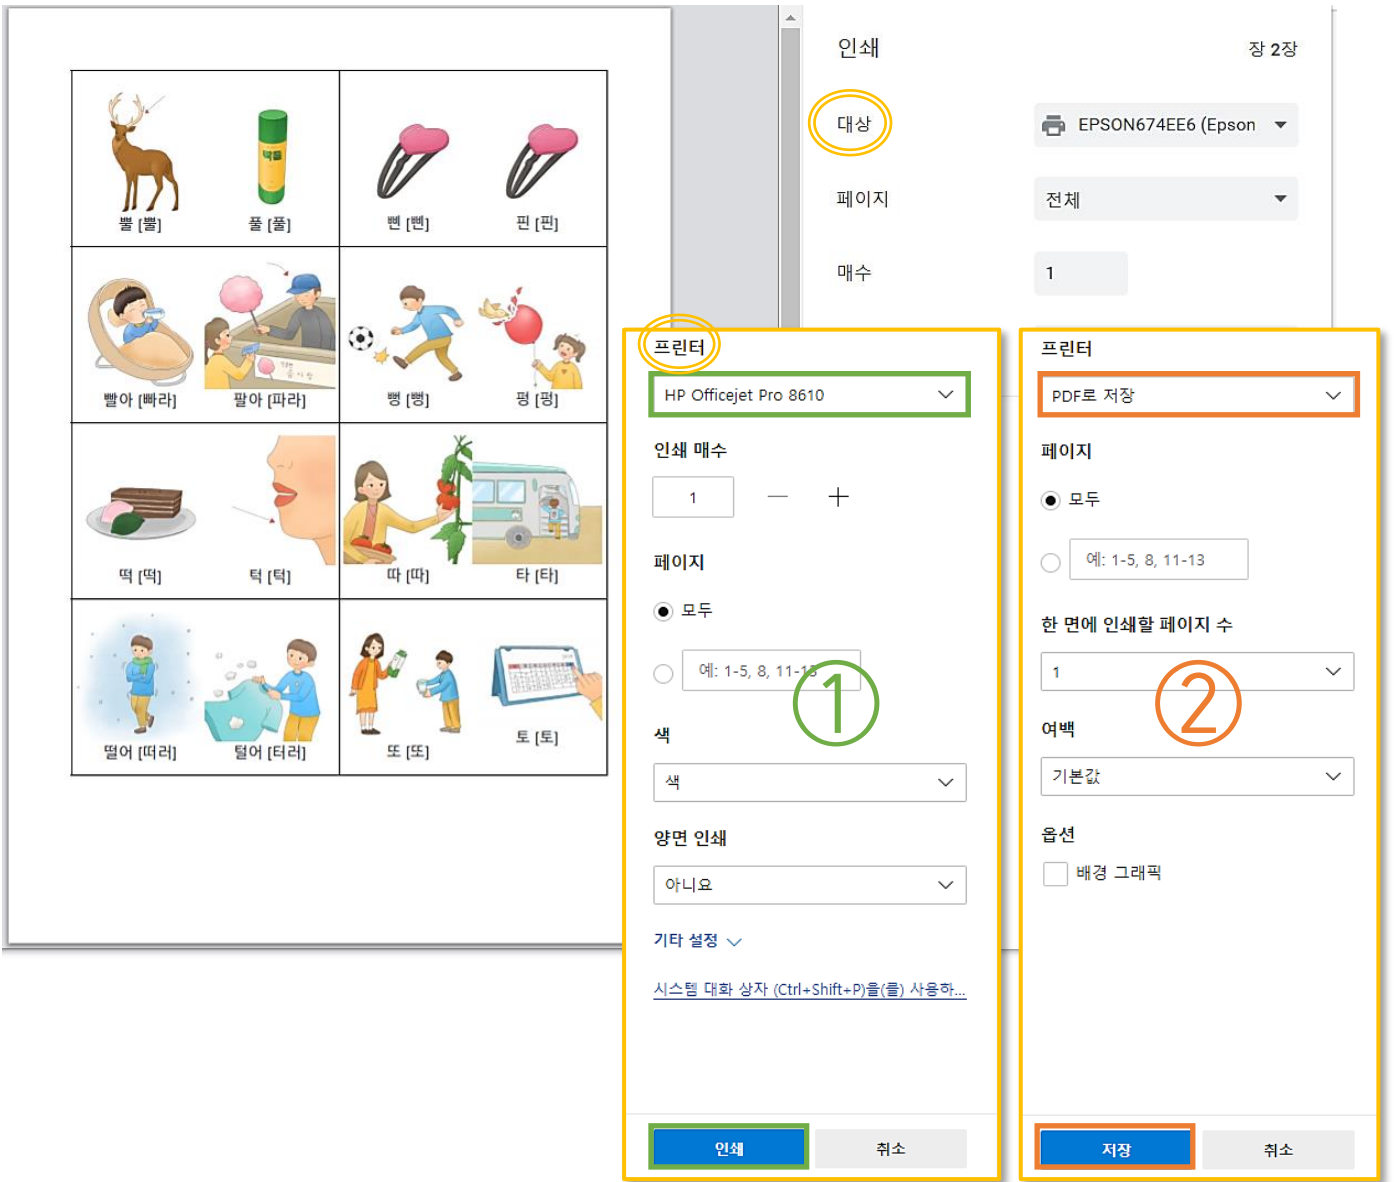 뿔 [뿔]
풀 [풀]
삔 [삔]
핀 [핀]
빨아 [빠라]
팔아 [파라]
뻥 [뻥]
펑 [펑]
떡 [떡]
턱 [턱]
따 [따]
타 [타]
떨어 [떠러]
털어 [터러]
또 [또]
토 [토]
인쇄
장 2장
대상
EPSON674EE6 (Epson
페이지
전체
매수
1
프린터
HP Officejet Pro 8610
인쇄 매수
1
페이지
모두
예: 1-5, 8, 11-13
①
색
색
양면 인쇄
아니요
기타 설정
시스템 대화 상자 (Ctrl+Shift+P)을(를) 사용하...
인쇄
취소
프린터
PDF로 저장
페이지
모두
예: 1-5, 8, 11-13
한 면에 인쇄할 페이지 수
1
②
여백
기본값
옵션
배경 그래픽
저장
취소